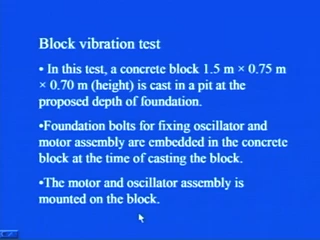 Block vibration test
• In this test, a concrete block 1.5 m × 0.75 m
× 0.70 m (height) is cast in a pit at the
proposed depth of foundation.
•Foundation bolts for fixing oscillator and
motor assembly are embedded in the concrete
block at the time of casting the block.
•The motor and oscillator assembly is
mounted on the block.